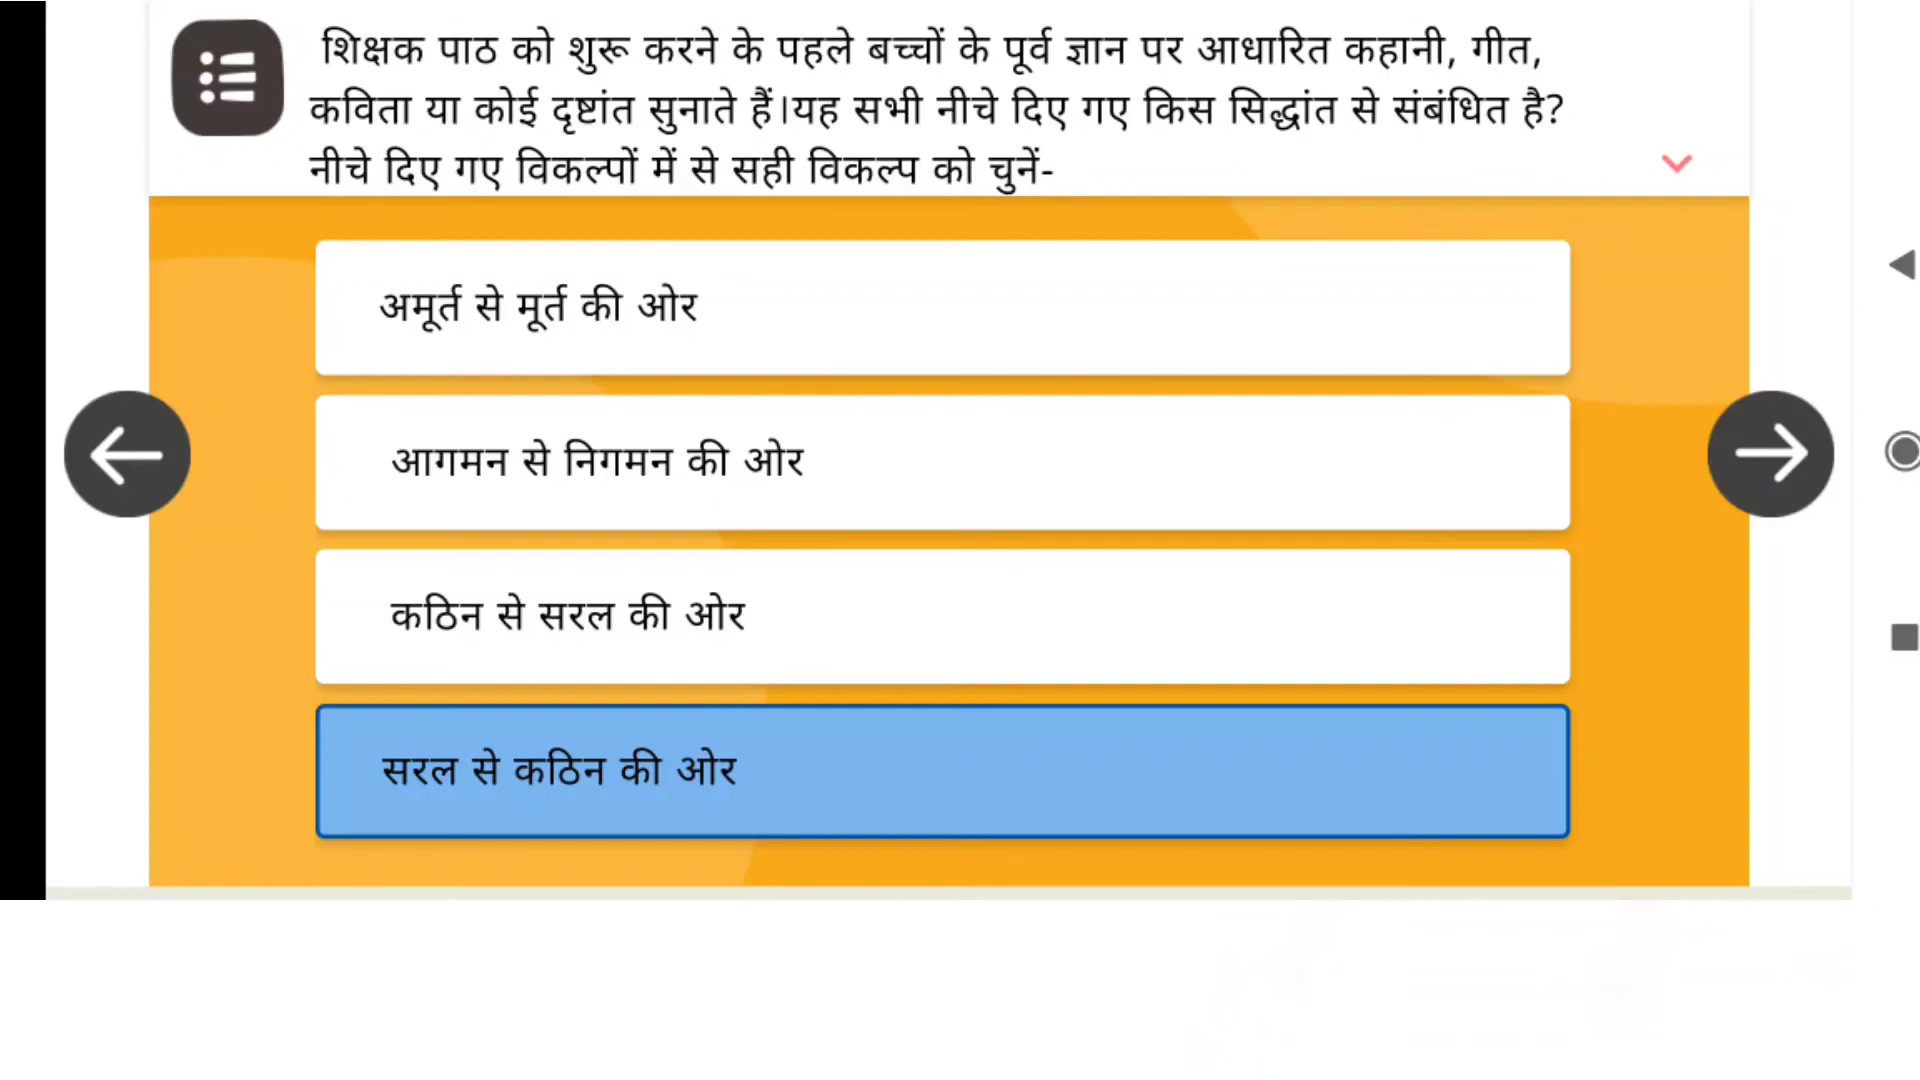 शिक्षक पाठ को शुरू करने के पहले बच्चों के पूर्व ज्ञान पर आधारित कहानी, गीत,
कविता या कोई दृष्टांत सुनाते हैं।यह सभी नीचे दिए गए किस सिद्धांत से संबंधित है?
नीचे दिए गए विकल्पों में से सही विकल्प को चुनें-
अमूर्त से मूर्त की ओर
आगमन से निगमन की ओर
कठिन से सरल की ओर
सरल से कठिन की ओर